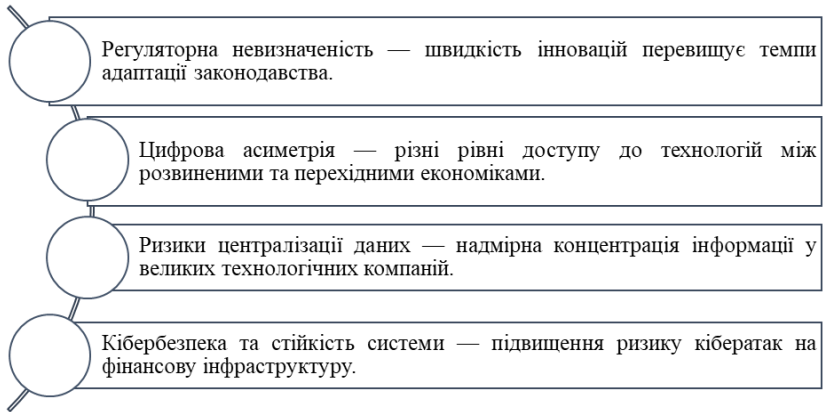 Регуляторна невизначеність — швидкість інновацій перевищує темпи
адаптації законодавства.
Цифрова асиметрія — різні рівні доступу до технологій між
розвиненими та перехідними економіками.
Ризики централізації даних — надмірна концентрація інформації у
великих технологічних компаній.
Кібербезпека та стійкість системи — підвищення ризику кібератак на
фінансову інфраструктуру.